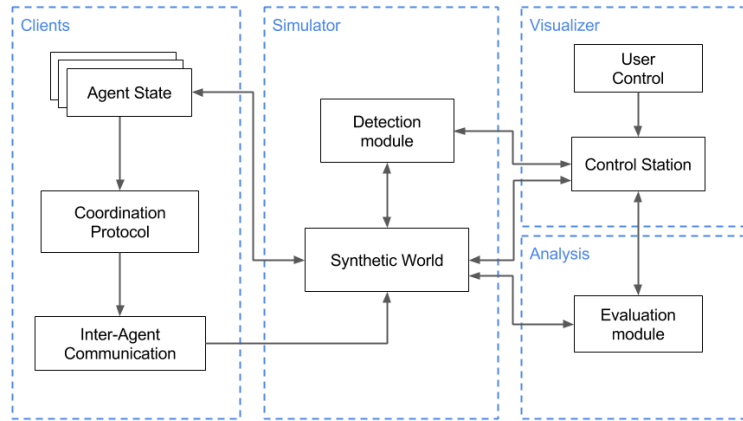 Clients
Agent State
Coordination
Protocol
Inter-Agent
Communication
Simulator
Detection
module
Synthetic World
Visualizer
User
Control
Control Station
Analysis
Evaluation
module